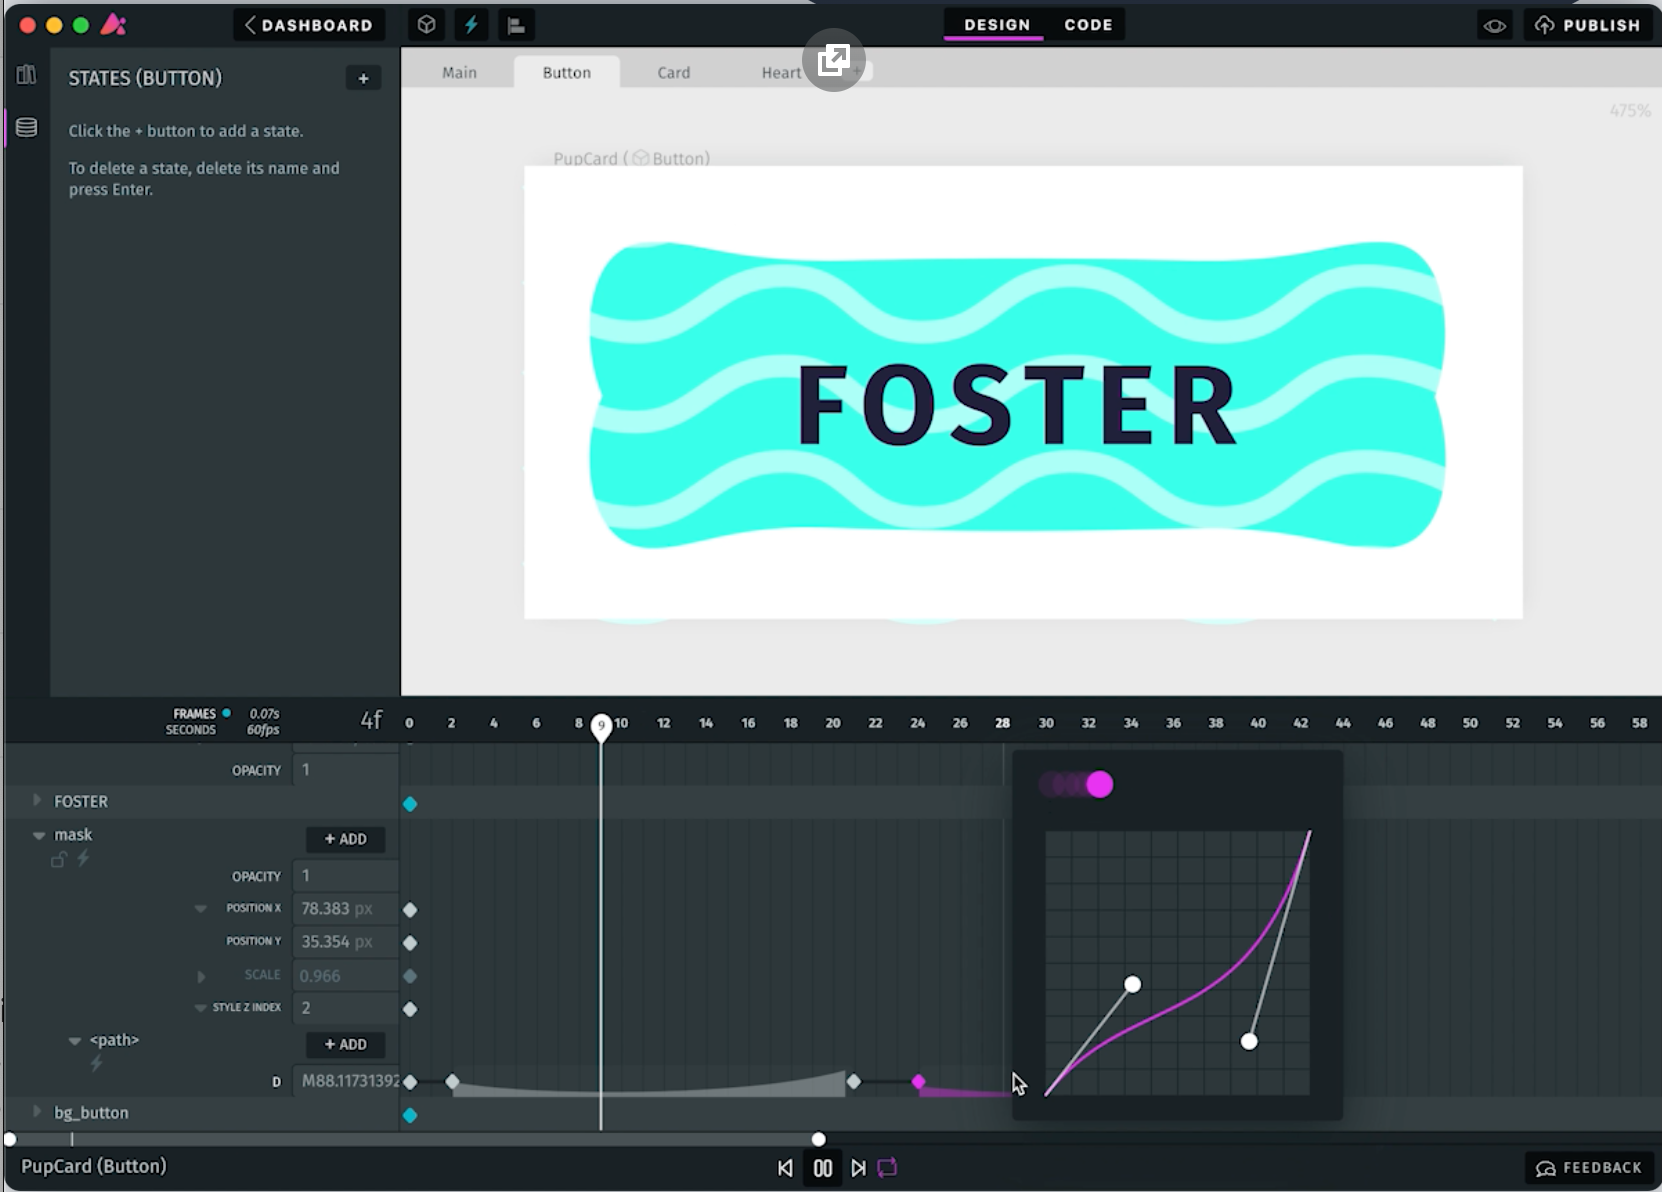 DASHBOARD
DESIGN CODE
PUBLISH
STATES (BUTTON) +
Click the + button to add a state.
To delete a state, delete its name and
press Enter.
Main Button Card Heart +
475%
PupCard ( Button)
FOSTER
FRAMES 0.07s
SECONDS 60fps
4f
0 2 4 6 8 9 10 12 14 16 18 20 22 24 26 28 30 32 34 36 38 40 42 44 46 48 50 52 54 56 58
OPACITY 1
FOSTER
mask + ADD
OPACITY 1
POSITION X 78.383 px
POSITION Y 35.354 px
SCALE 0.966
STYLE Z INDEX 2
<path> + ADD
D M88.11731392
bg_button
PupCard (Button)
FEEDBACK